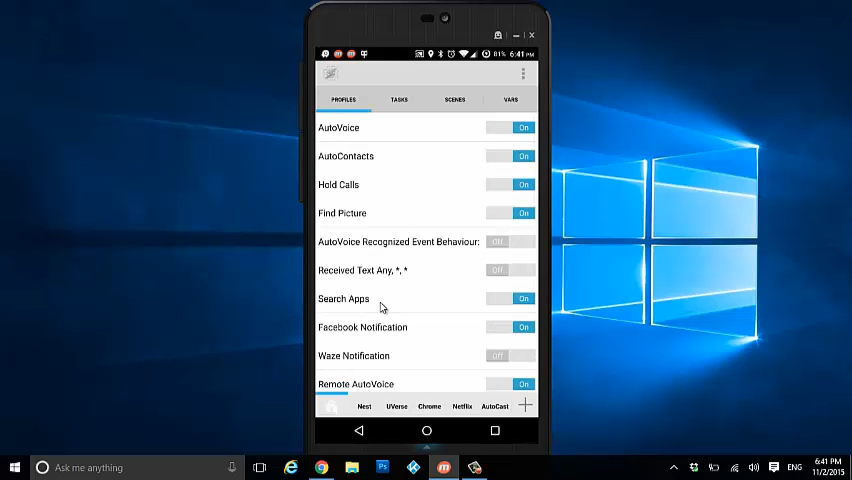 81% 6:41 PM
PROFILES TASKS SCENES VARS
AutoVoice On
AutoContacts On
Hold Calls On
Find Picture On
AutoVoice Recognized Event Behaviour: Off
Received Text Any, *, * Off
Search Apps On
Facebook Notification On
Waze Notification Off
Remote AutoVoice On
Nest UVerse Chrome Netflix AutoCast
Ask me anything
ENG
6:41 PM
11/2/2015